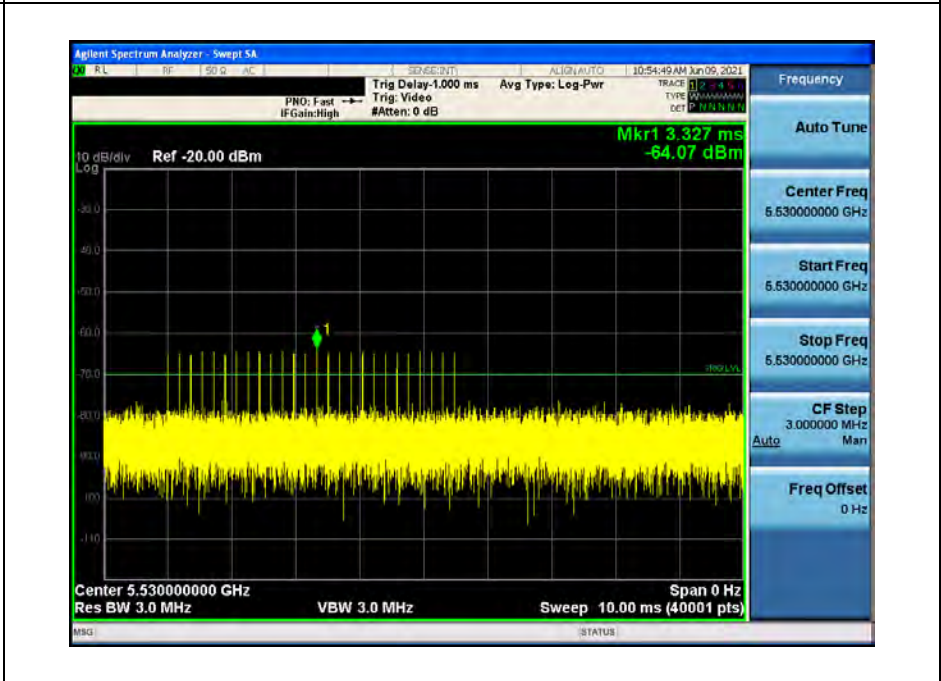 Agilent Spectrum Analyzer - Swept SA
RL RF 50 Ω AC SENSE:INT ALIGNAUTO 10:54:49 AM Jun 09, 2021
Trig Delay-1.000 ms Avg Type: Log-Pwr TRACE 1 2 3 4 5 6
PNO: Fast Trig: Video TYPE
IFGain:High #Atten: 0 dB DET P N N N N N
Frequency
Mkr1 3.327 ms
-64.07 dBm
10 dB/div Ref -20.00 dBm
Log
-30.0
-40.0
-50.0
-60.0
1
-70.0
TRIG LVL
-80.0
-90.0
-100
-110
Center 5.530000000 GHz Span 0 Hz
Res BW 3.0 MHz VBW 3.0 MHz Sweep 10.00 ms (40001 pts)
MSG STATUS
Auto Tune
Center Freq
5.530000000 GHz
Start Freq
5.530000000 GHz
Stop Freq
5.530000000 GHz
CF Step
3.000000 MHz
Auto Man
Freq Offset
0 Hz